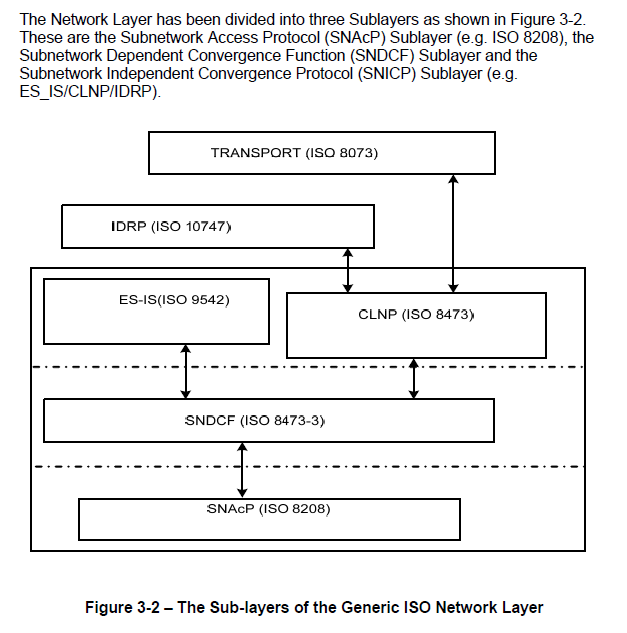 The Network Layer has been divided into three Sublayers as shown in Figure 3-2.
These are the Subnetwork Access Protocol (SNAcP) Sublayer (e.g. ISO 8208), the
Subnetwork Dependent Convergence Function (SNDCF) Sublayer and the
Subnetwork Independent Convergence Protocol (SNICP) Sublayer (e.g.
ES_IS/CLNP/IDRP).
TRANSPORT (ISO 8073)
IDRP (ISO 10747)
ES-IS(ISO 9542)
CLNP (ISO 8473)
SNDCF (ISO 8473-3)
SNAcP (ISO 8208)
Figure 3-2 – The Sub-layers of the Generic ISO Network Layer